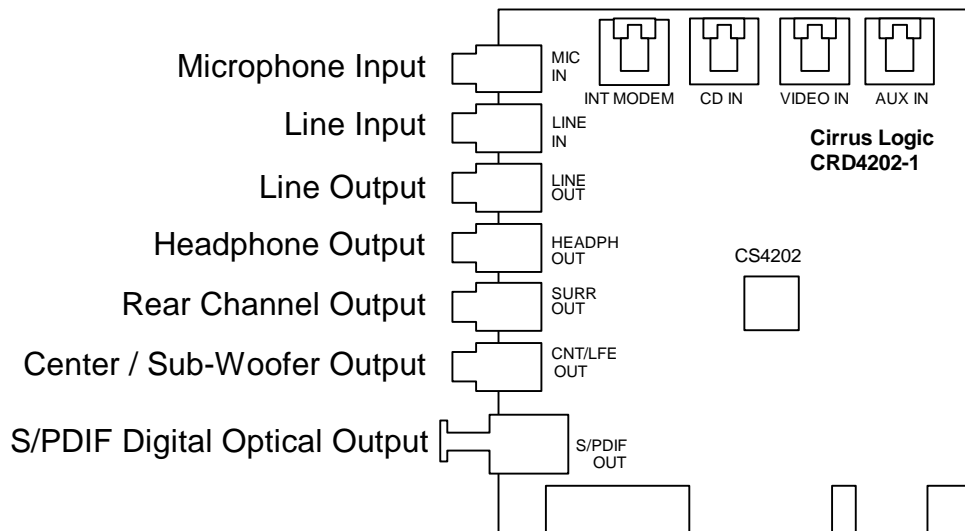 Microphone Input
MIC
IN
INT MODEM
CD IN
VIDEO IN
AUX IN
Line Input
LINE
IN
Cirrus Logic
CRD4202-1
Line Output
LINE
OUT
Headphone Output
HEADPH
OUT
CS4202
Rear Channel Output
SURR
OUT
Center / Sub-Woofer Output
CNT/LFE
OUT
S/PDIF Digital Optical Output
S/PDIF
OUT